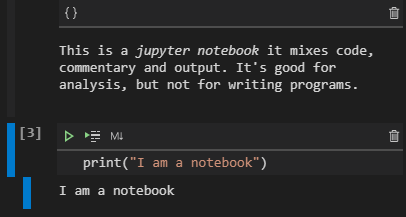 {}
This is a jupyter notebook it mixes code,
commentary and output. It's good for
analysis, but not for writing programs.
[3]
M↓
print("I am a notebook")
I am a notebook